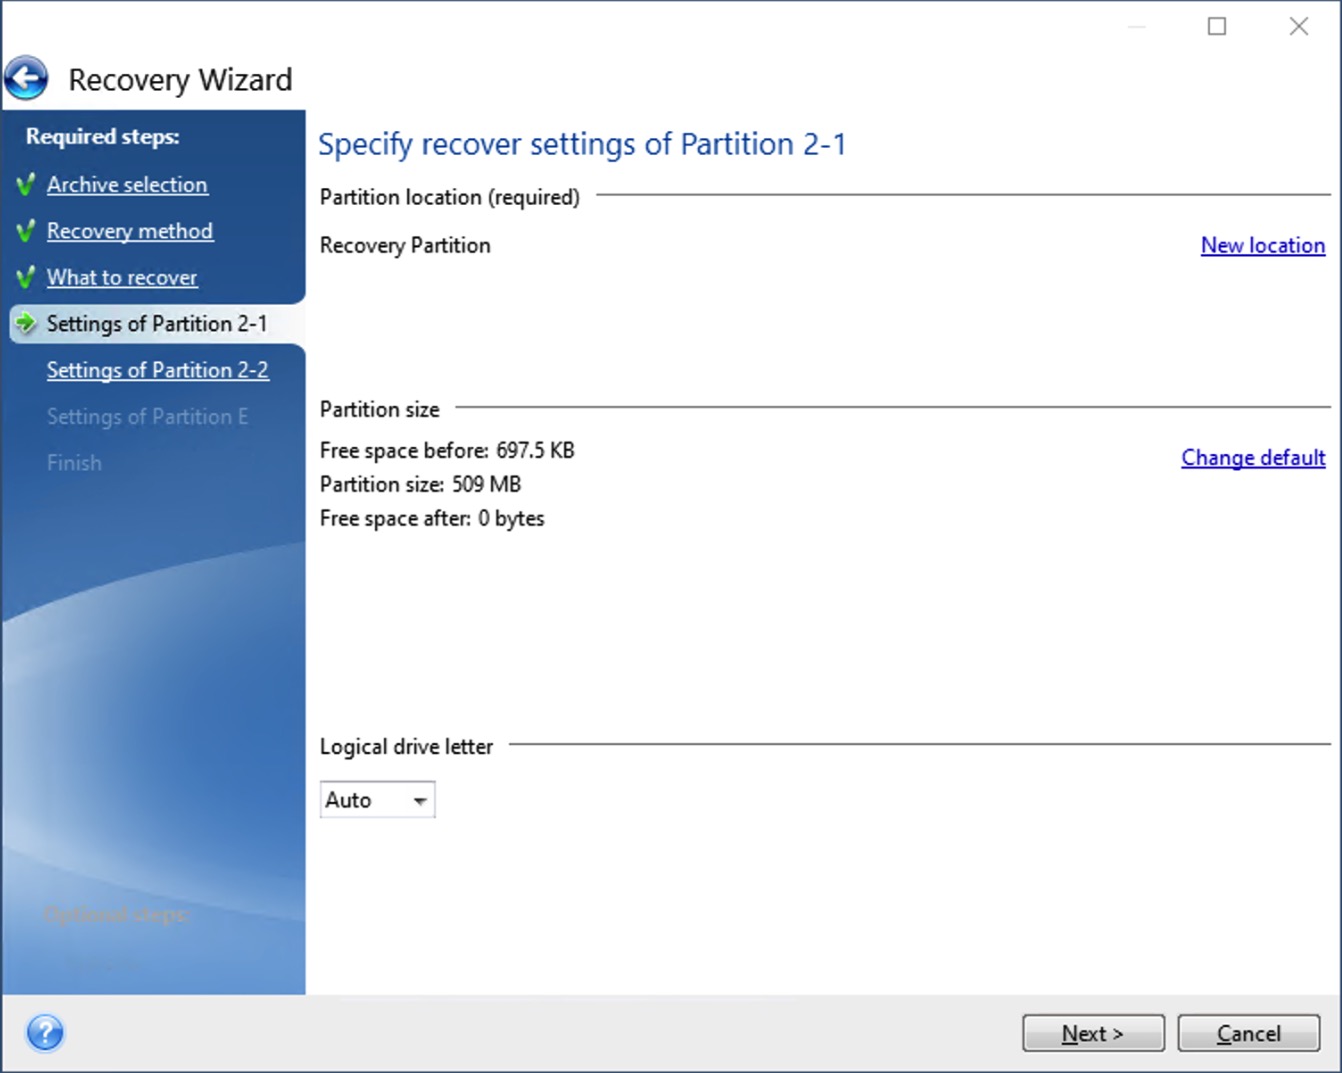 Recovery Wizard
Required steps:
Archive selection
Recovery method
What to recover
Settings of Partition 2-1
Settings of Partition 2-2
Settings of Partition E
Finish
Optional steps:
Specify recover settings of Partition 2-1
Partition location (required)
Recovery Partition
New location
Partition size
Free space before: 697.5 KB
Change default
Partition size: 509 MB
Free space after: 0 bytes
Logical drive letter
Auto
?
Next >
Cancel